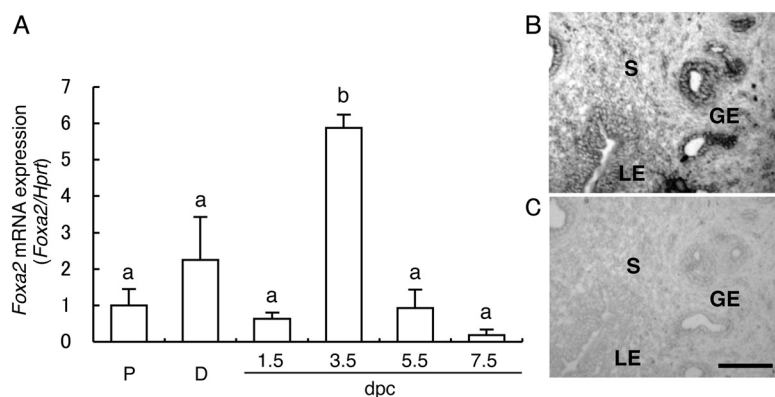 A
Foxa2 mRNA expression
(Foxa2/Hprt)
7
6
5
4
3
2
1
0
a
a
a
b
a
a
P
D
1.5
3.5
5.5
7.5
dpc
B
S
GE
LE
C
S
GE
LE